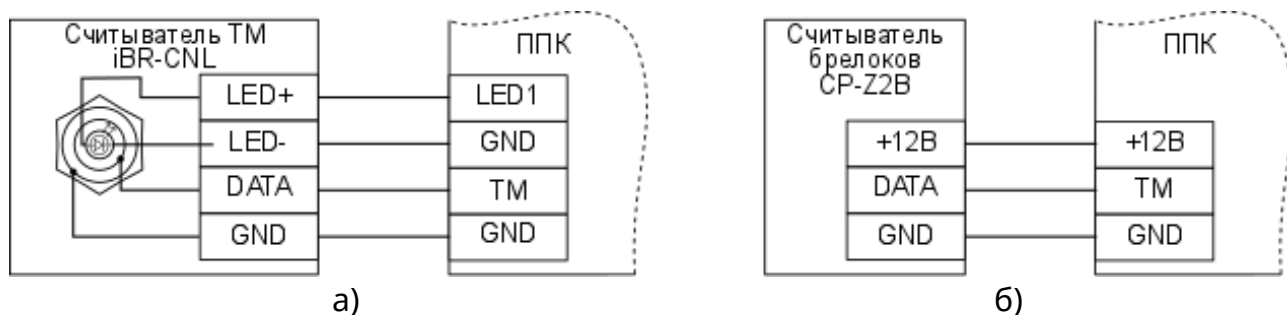 Считыватель ТМ
iBR-CNL
LED+
LED-
DATA
GND
ППК
LED1
GND
TM
GND
а)
Считыватель
брелоков
CP-Z2B
+12В
DATA
GND
ППК
+12В
TM
GND
б)